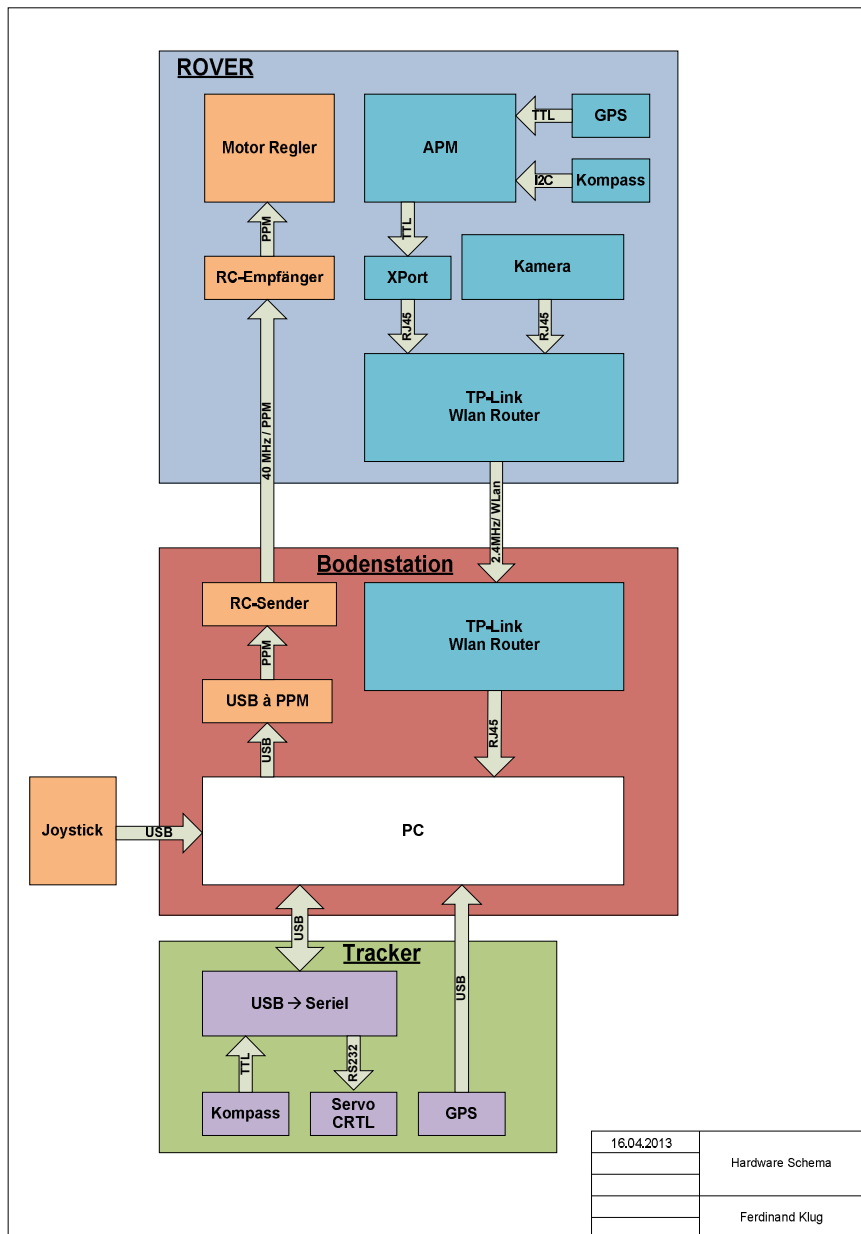 ROVER
Motor Regler
APM
TTL
GPS
I2C
Kompass
PPM
TTL
RC-Empfänger
XPort
Kamera
RJ45
RJ45
TP-Link
Wlan Router
40 MHz / PPM
2.4MHz/ WLan
Bodenstation
RC-Sender
TP-Link
Wlan Router
PPM
USB à PPM
USB
RJ45
Joystick
USB
PC
USB
USB
Tracker
USB → Seriel
TTL
RS232
Kompass
Servo
CRTL
GPS
16.04.2013
Hardware Schema
Ferdinand Klug